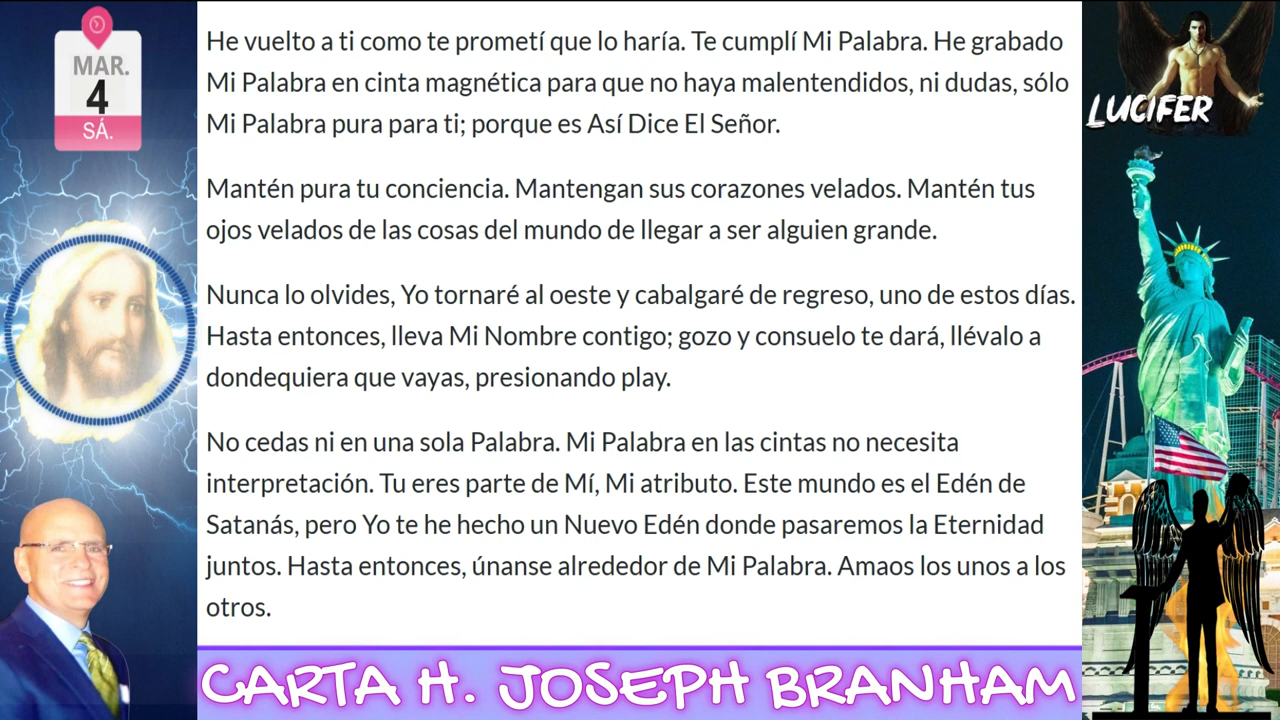 MAR.
4
SÁ.
He vuelto a ti como te prometí que lo haría. Te cumplí Mi Palabra. He grabado
Mi Palabra en cinta magnética para que no haya malentendidos, ni dudas, sólo
Mi Palabra pura para ti; porque es Así Dice El Señor.
Mantén pura tu conciencia. Mantengan sus corazones velados. Mantén tus
ojos velados de las cosas del mundo de llegar a ser alguien grande.
Nunca lo olvides, Yo tornaré al oeste y cabalgaré de regreso, uno de estos días.
Hasta entonces, lleva Mi Nombre contigo; gozo y consuelo te dará, llévalo a
dondequiera que vayas, presionando play.
No cedas ni en una sola Palabra. Mi Palabra en las cintas no necesita
interpretación. Tu eres parte de Mí, Mi atributo. Este mundo es el Edén de
Satanás, pero Yo te he hecho un Nuevo Edén donde pasaremos la Eternidad
juntos. Hasta entonces, únanse alrededor de Mi Palabra. Amaos los unos a los
otros.
LUCIFER
CARTA H. JOSEPH BRANHAM